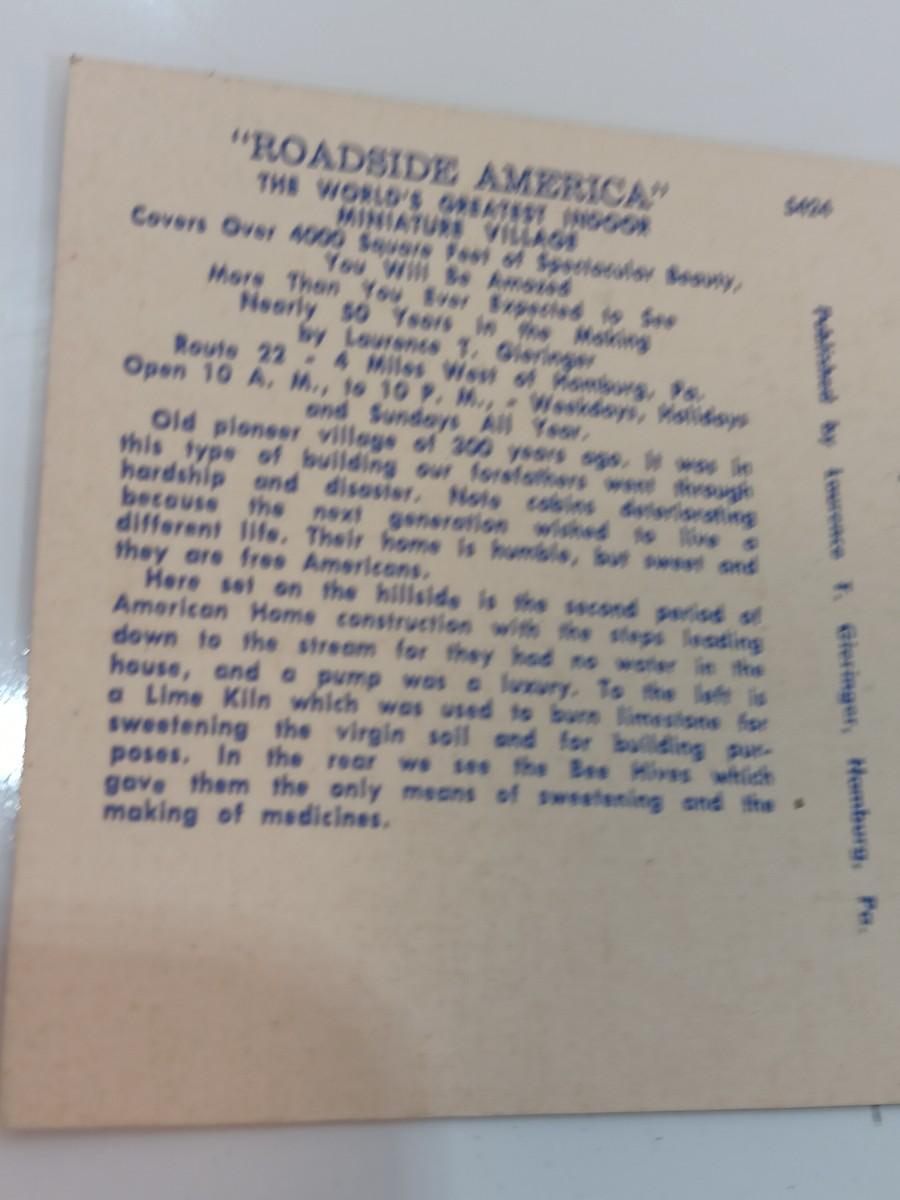 "ROADSIDE AMERICA"
THE WORLD'S GREATEST INDOOR
MINIATURE VILLAGE
Covers Over 4000 Square Feet of Spectacular Beauty,
You Will Be Amazed
More Than You Ever Expected to See
Nearly 50 Years in the Making
by Laurence T. Gieringer
Route 22 - 4 Miles West of Hamburg, Pa.
Open 10 A. M., to 10 P. M., - Weekdays, Holidays
and Sundays All Year.
Old pioneer village of 300 years ago. It was in
this type of building our forefathers went through
hardship and disaster. Note cabins deteriorating
because the next generation wished to live a
different life. Their home is humble, but sweet and
they are free Americans.
Here set on the hillside is the second period of
American Home construction with the steps leading
down to the stream for they had no water in the
house, and a pump was a luxury. To the left is
a Lime Kiln which was used to burn limestone for
sweetening the virgin soil and for building pur-
poses. In the rear we see the Bee Hives which
gave them the only means of sweetening and the
making of medicines.
Published by Laurence T. Gieringer, Hamburg, Pa.